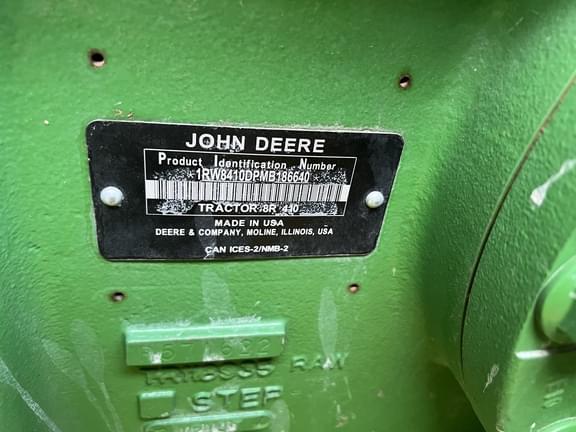 JOHN DEERE
Product Identification Number
*1RW8410DPMB186640*
TRACTOR 8R 410
MADE IN USA
DEERE & COMPANY, MOLINE, ILLINOIS, USA
CAN ICES-2/NMB-2
RAW
STEP